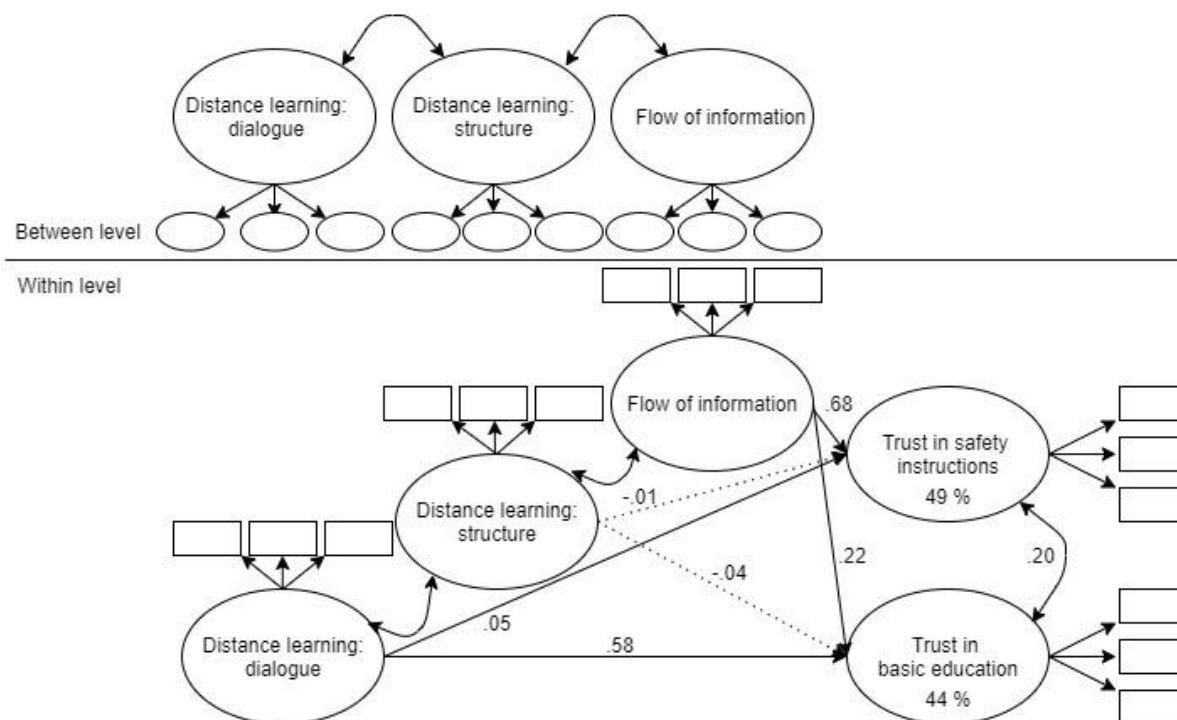 Distance learning:
dialogue
Distance learning:
structure
Flow of information
Between level
Within level
Flow of information
.68
Trust in safety
instructions
49 %
-.01
Distance learning:
structure
-.04
.22
.20
.05
.58
Distance learning:
dialogue
Trust in
basic education
44 %